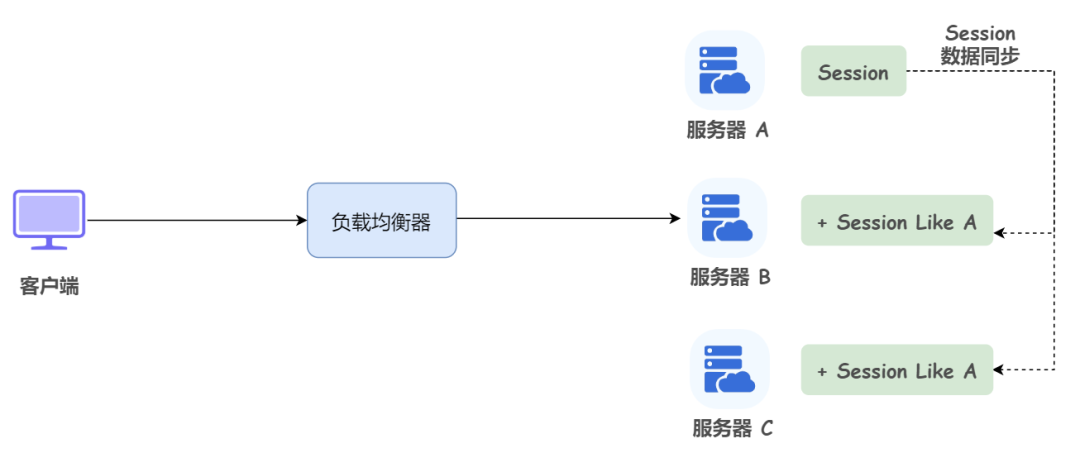 Session
数据同步
Session
服务器 A
负载均衡器
+ Session Like A
客户端
服务器 B
+ Session Like A
服务器 C